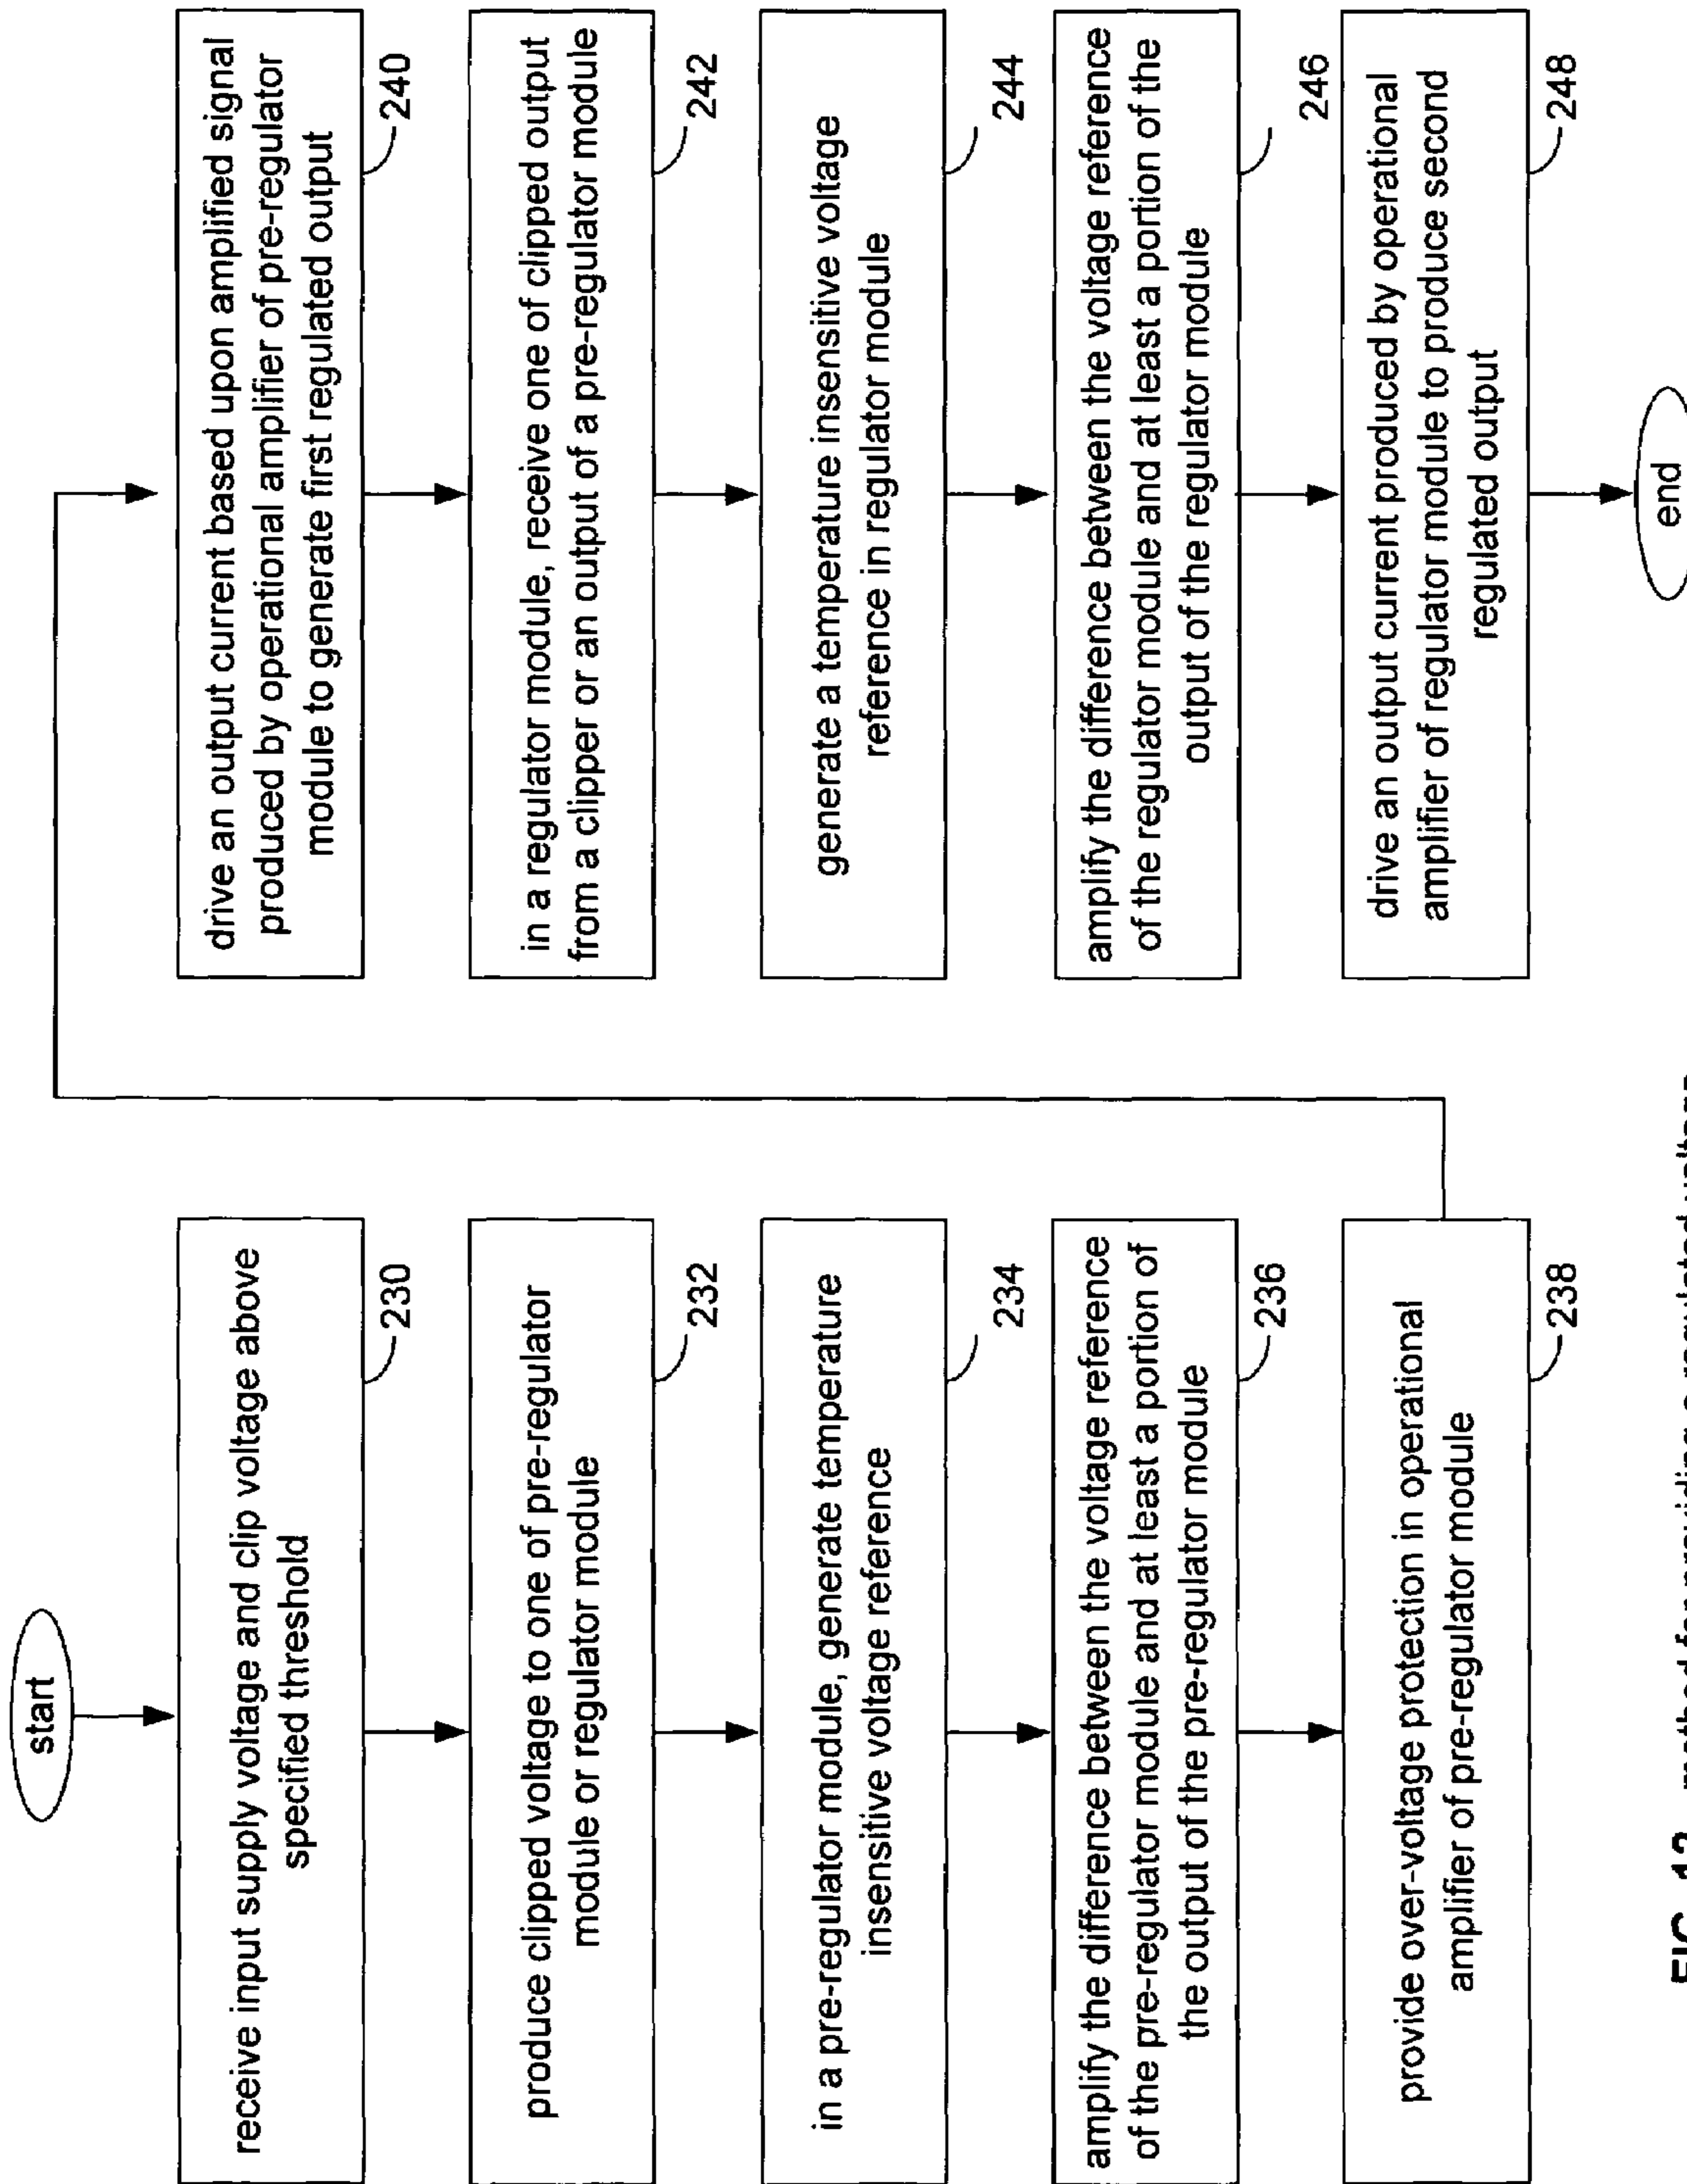 start
receive input supply voltage and clip voltage above
specified threshold
230
produce clipped voltage to one of pre-regulator
module or regulator module
232
in a pre-regulator module, generate temperature
insensitive voltage reference
234
amplify the difference between the voltage reference
of the pre-regulator module and at least a portion of
the output of the pre-regulator module
236
provide over-voltage protection in operational
amplifier of pre-regulator module
238
drive an output current based upon amplified signal
produced by operational amplifier of pre-regulator
module to generate first regulated output
240
in a regulator module, receive one of clipped output
from a clipper or an output of a pre-regulator module
242
generate a temperature insensitive voltage
reference in regulator module
244
amplify the difference between the voltage reference
of the regulator module and at least a portion of the
output of the regulator module
246
drive an output current produced by operational
amplifier of regulator module to produce second
regulated output
248
end
FIG. method for providing a regulated voltage